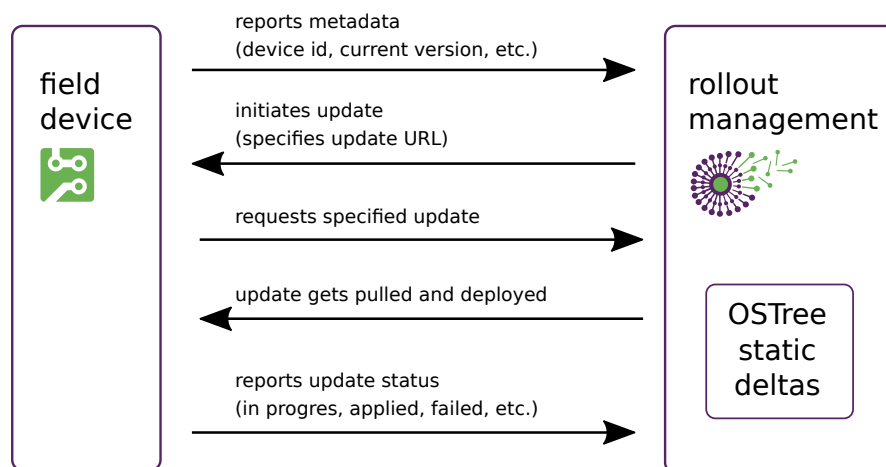 field
device
reports metadata
(device id, current version, etc.)
initiates update
(specifies update URL)
requests specified update
update gets pulled and deployed
reports update status
(in progres, applied, failed, etc.)
rollout
management
OSTree
static
deltas